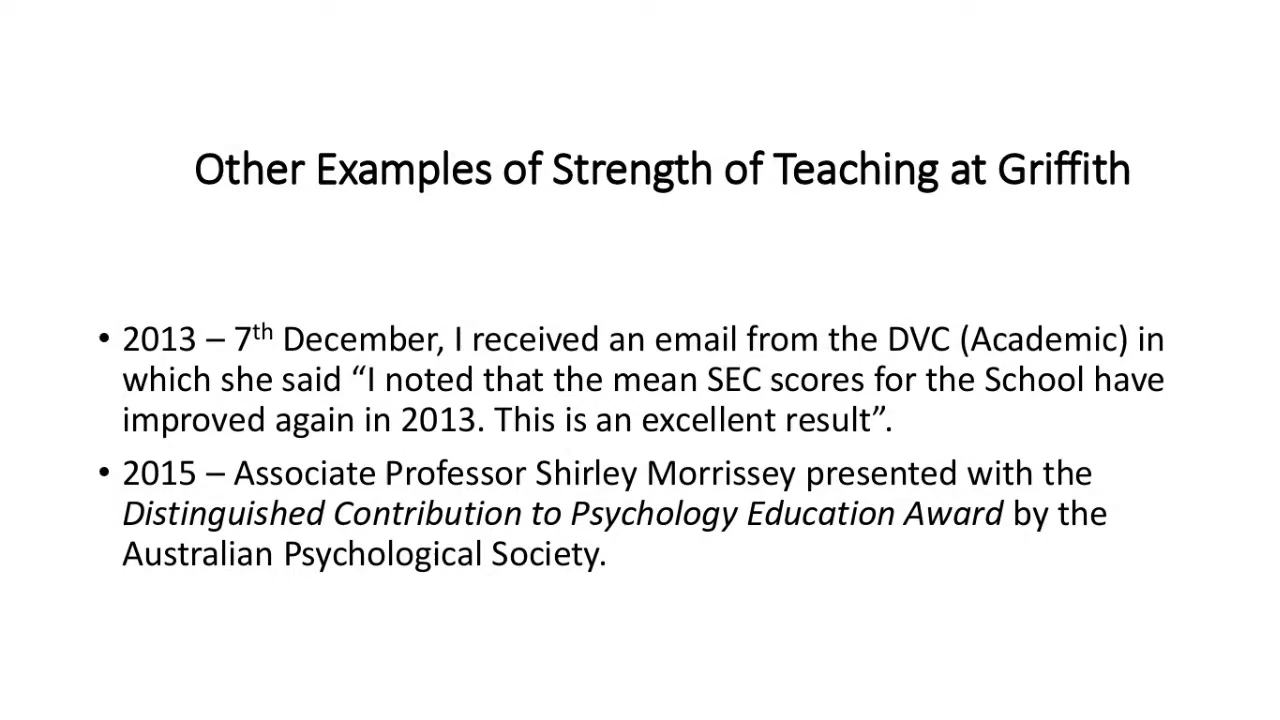 Other Examples of Strength of Teaching at Griffith
• 2013 – 7th December, I received an email from the DVC (Academic) in
which she said “I noted that the mean SEC scores for the School have
improved again in 2013. This is an excellent result”.
• 2015 – Associate Professor Shirley Morrissey presented with the
Distinguished Contribution to Psychology Education Award by the
Australian Psychological Society.